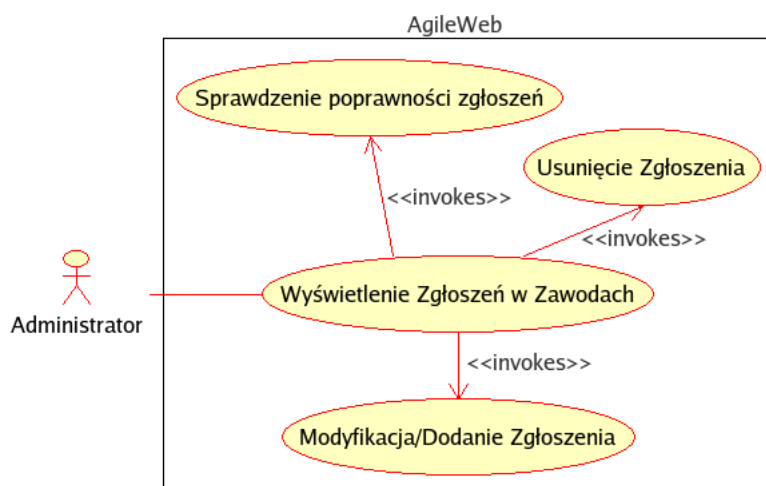 AgileWeb
Sprawdzenie poprawności zgłoszeń
Usunięcie Zgłoszenia
<<invokes>>
<<invokes>>
Wyświetlenie Zgłoszeń w Zawodach
Administrator
<<invokes>>
Modyfikacja/Dodanie Zgłoszenia